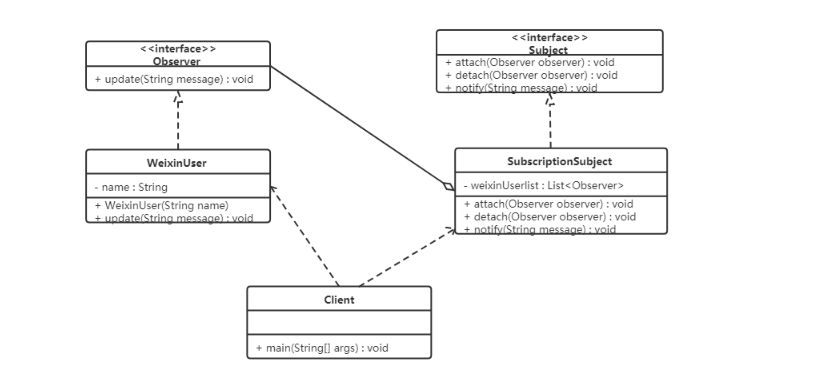 <<interface>>
Observer
+ update(String message) : void
<<interface>>
Subject
+ attach(Observer observer) : void
+ detach(Observer observer) : void
+ notify(String message) : void
WeixinUser
- name : String
+ WeixinUser(String name)
+ update(String message) : void
SubscriptionSubject
- weixinUserlist : List<Observer>
+ attach(Observer observer) : void
+ detach(Observer observer) : void
+ notify(String message) : void
Client
+ main(String[] args) : void